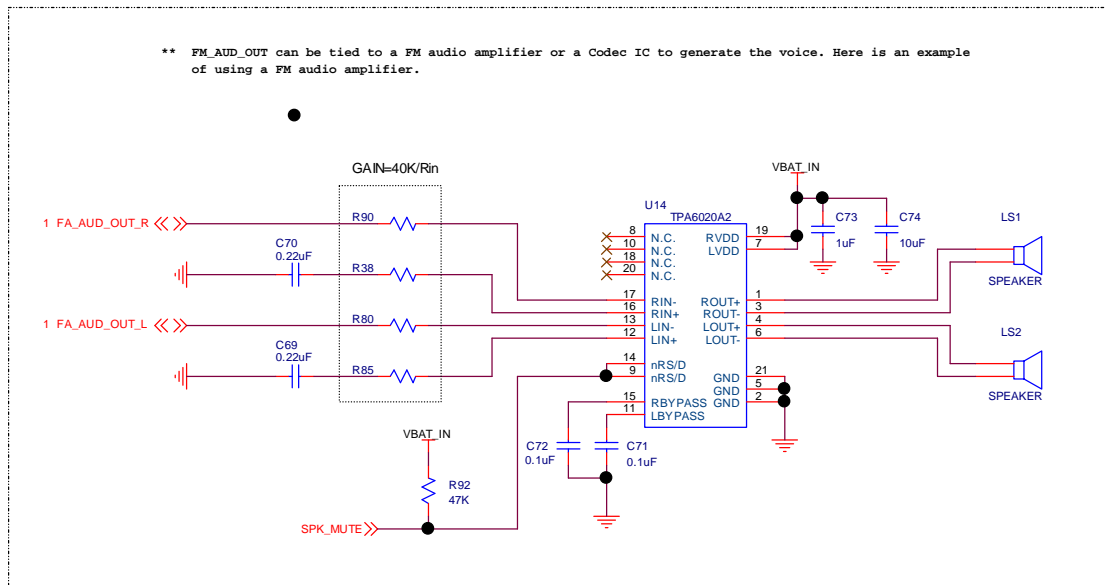 ** FM_AUD_OUT can be tied to a FM audio amplifier or a Codec IC to generate the voice. Here is an example
of using a FM audio amplifier.
GAIN=40K/Rin
VBAT_IN
1 FA_AUD_OUT_R
R90
U14
TPA6020A2
C73
1uF
C74
10uF
LS1
SPEAKER
8 N.C.
10 N.C.
18 N.C.
20 N.C.
RVDD 19
LVDD 7
C70
0.22uF
R38
17 RIN-
16 RIN+
13 LIN-
12 LIN+
ROUT+ 1
ROUT- 3
LOUT+ 4
LOUT- 6
1 FA_AUD_OUT_L
R80
LS2
SPEAKER
C69
0.22uF
R85
14 nRS/D
9 nRS/D
GND 21
GND 5
GND 2
15 RBYPASS
11 LBYPASS
VBAT_IN
C72
0.1uF
C71
0.1uF
R92
47K
SPK_MUTE